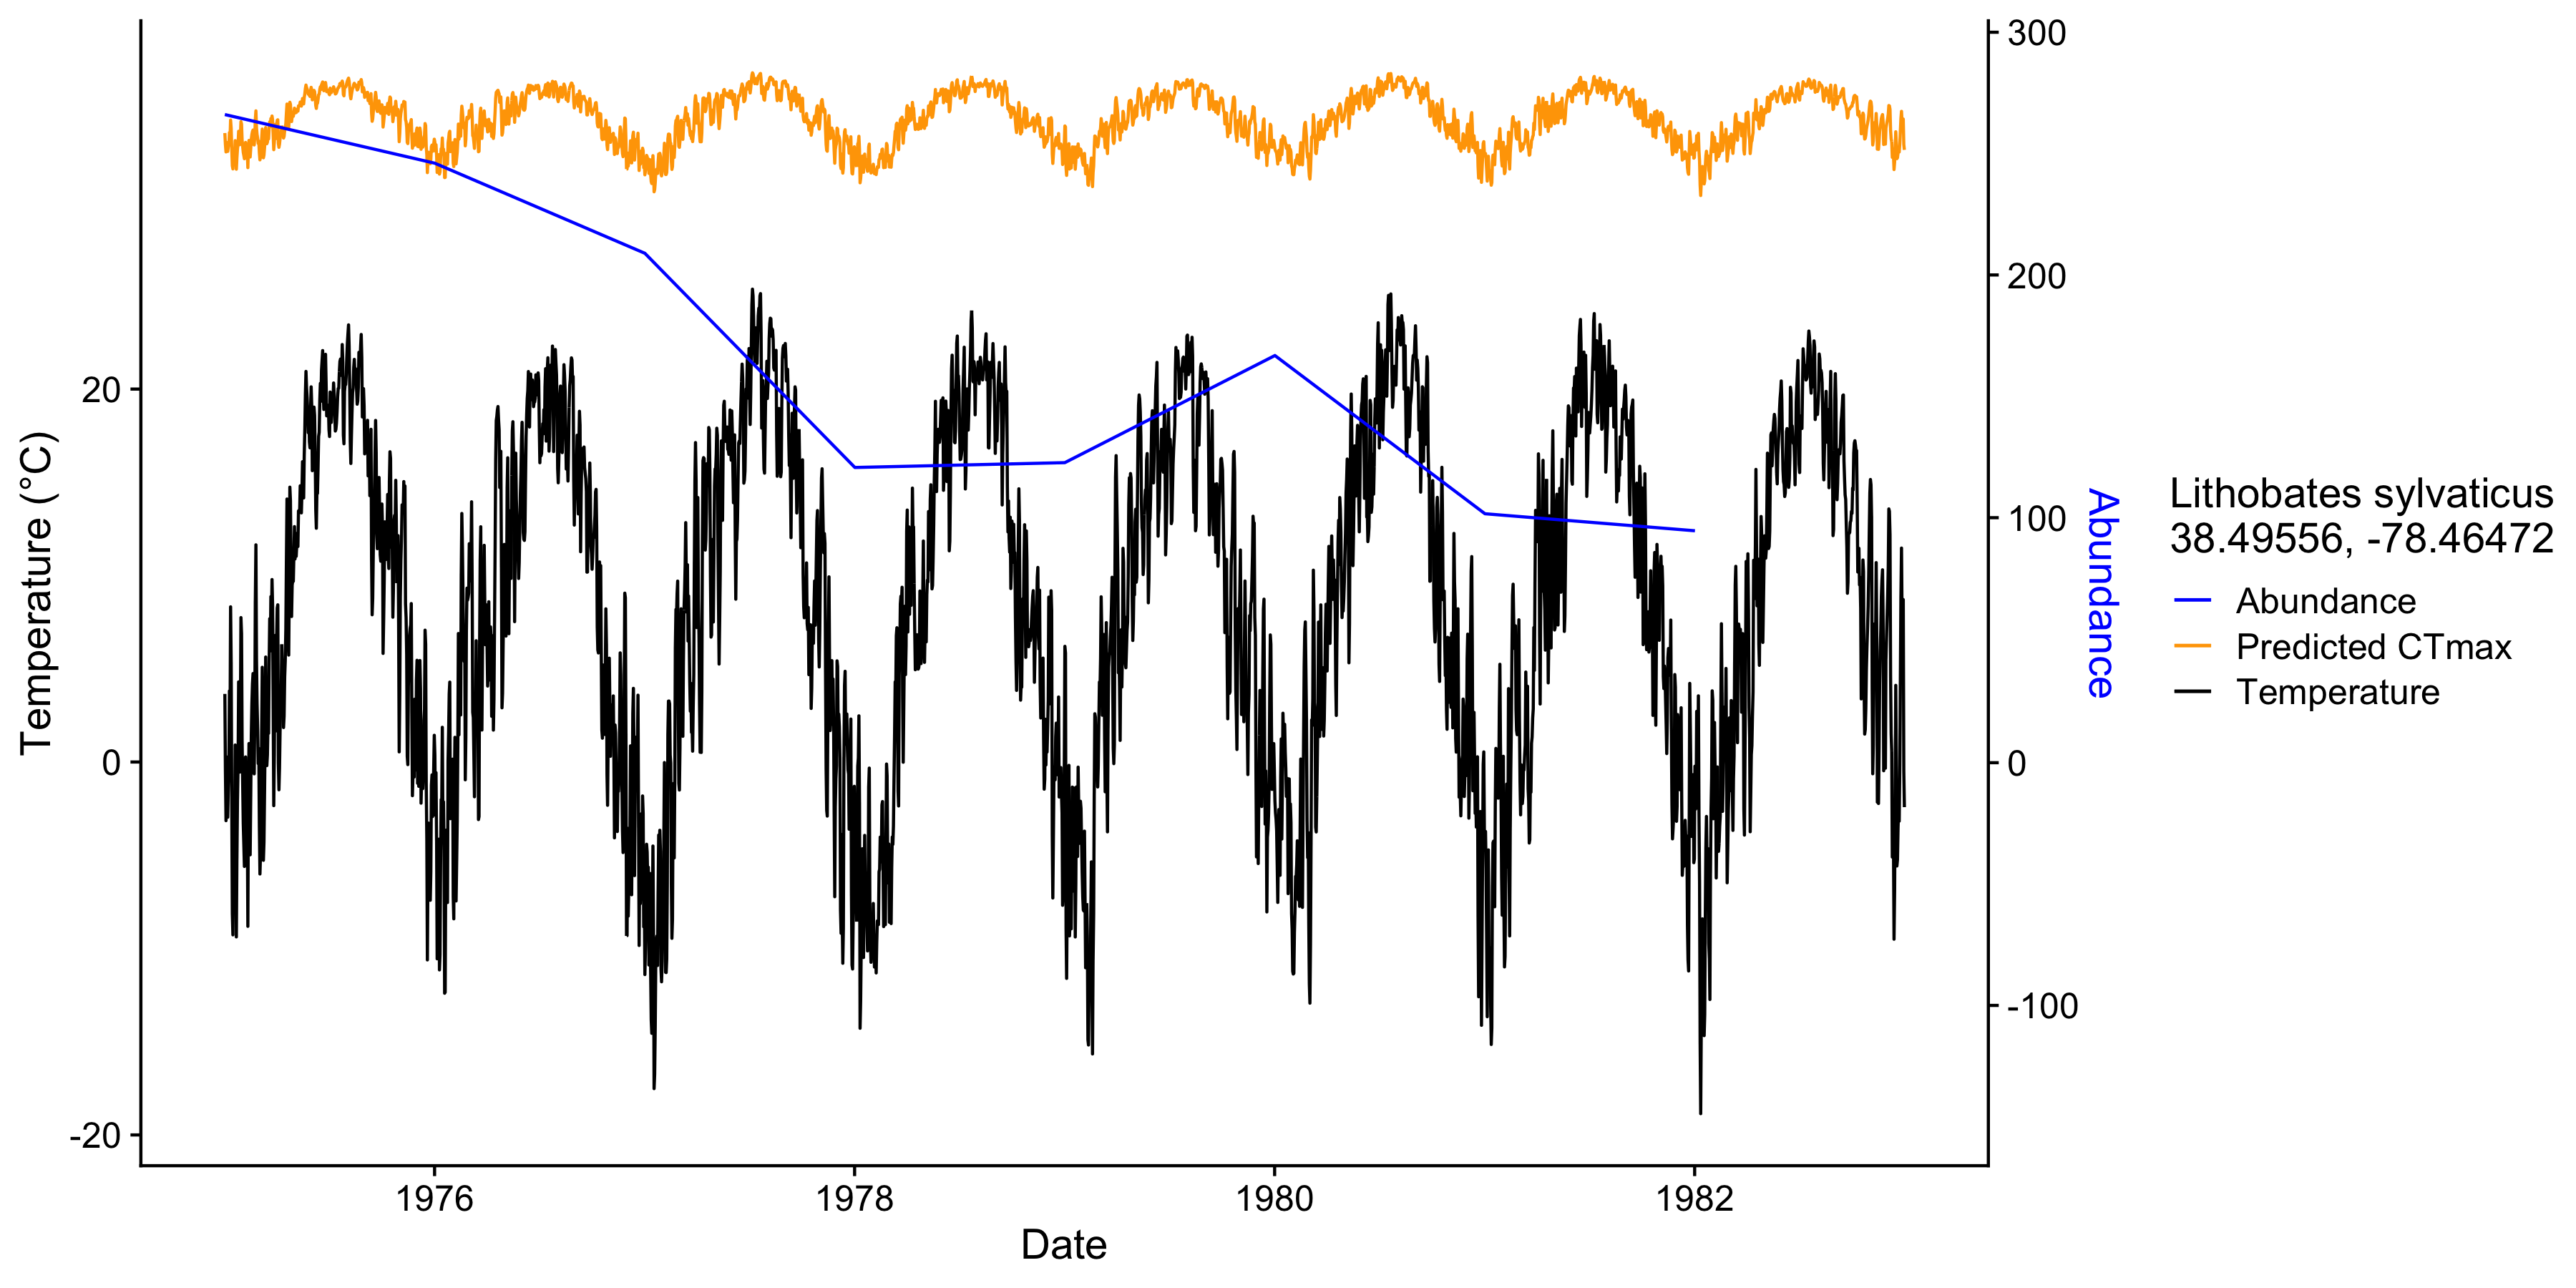 Temperature (°C)
20
0
-20
1976
1978
1980
1982
Date
300
200
100
0
-100
Abundance
Lithobates sylvaticus
38.49556, -78.46472
Abundance
Predicted CTmax
Temperature